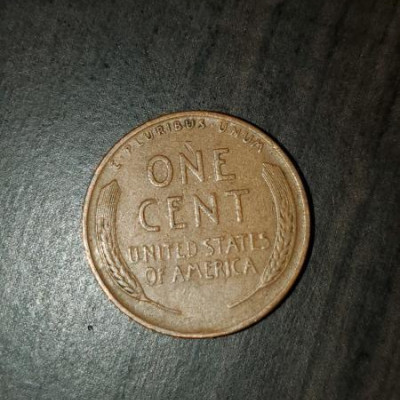 E · PLURIBUS · UNUM
ONE
CENT
UNITED STATES
OF AMERICA